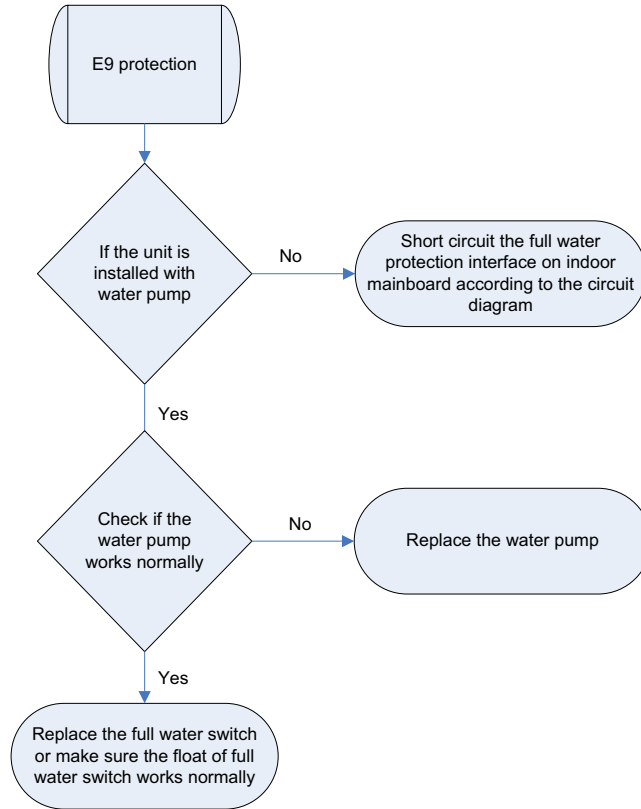 E9 protection
If the unit is
installed with
water pump
No
Short circuit the full water
protection interface on indoor
mainboard according to the circuit
diagram
Yes
Check if the
water pump
works normally
No
Replace the water pump
Yes
Replace the full water switch
or make sure the float of full
water switch works normally